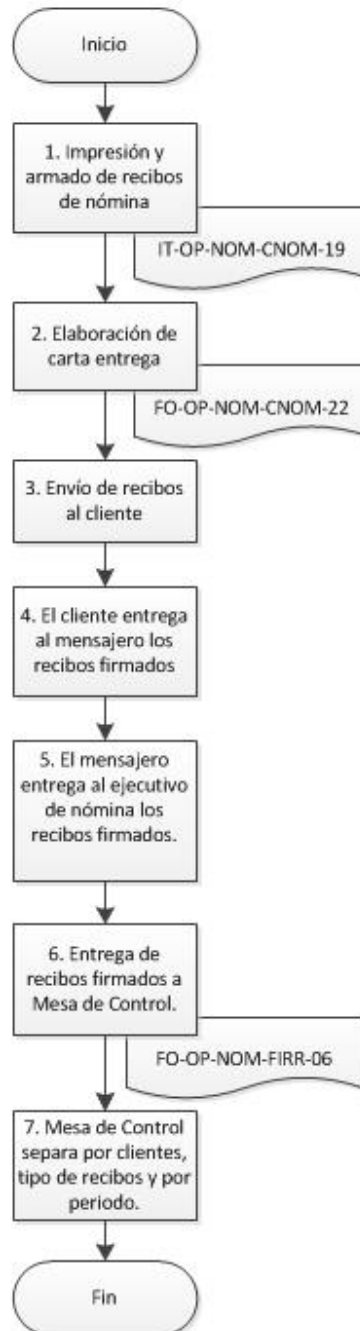 Inicio
1. Impresión y
armado de recibos
de nómina
IT-OP-NOM-CNOM-19
2. Elaboración de
carta entrega
FO-OP-NOM-CNOM-22
3. Envío de recibos
al cliente
4. El cliente entrega
al mensajero los
recibos firmados
5. El mensajero
entrega al ejecutivo
de nómina los
recibos firmados.
6. Entrega de
recibos firmados a
Mesa de Control.
FO-OP-NOM-FIRR-06
7. Mesa de Control
separa por clientes,
tipo de recibos y por
periodo.
Fin